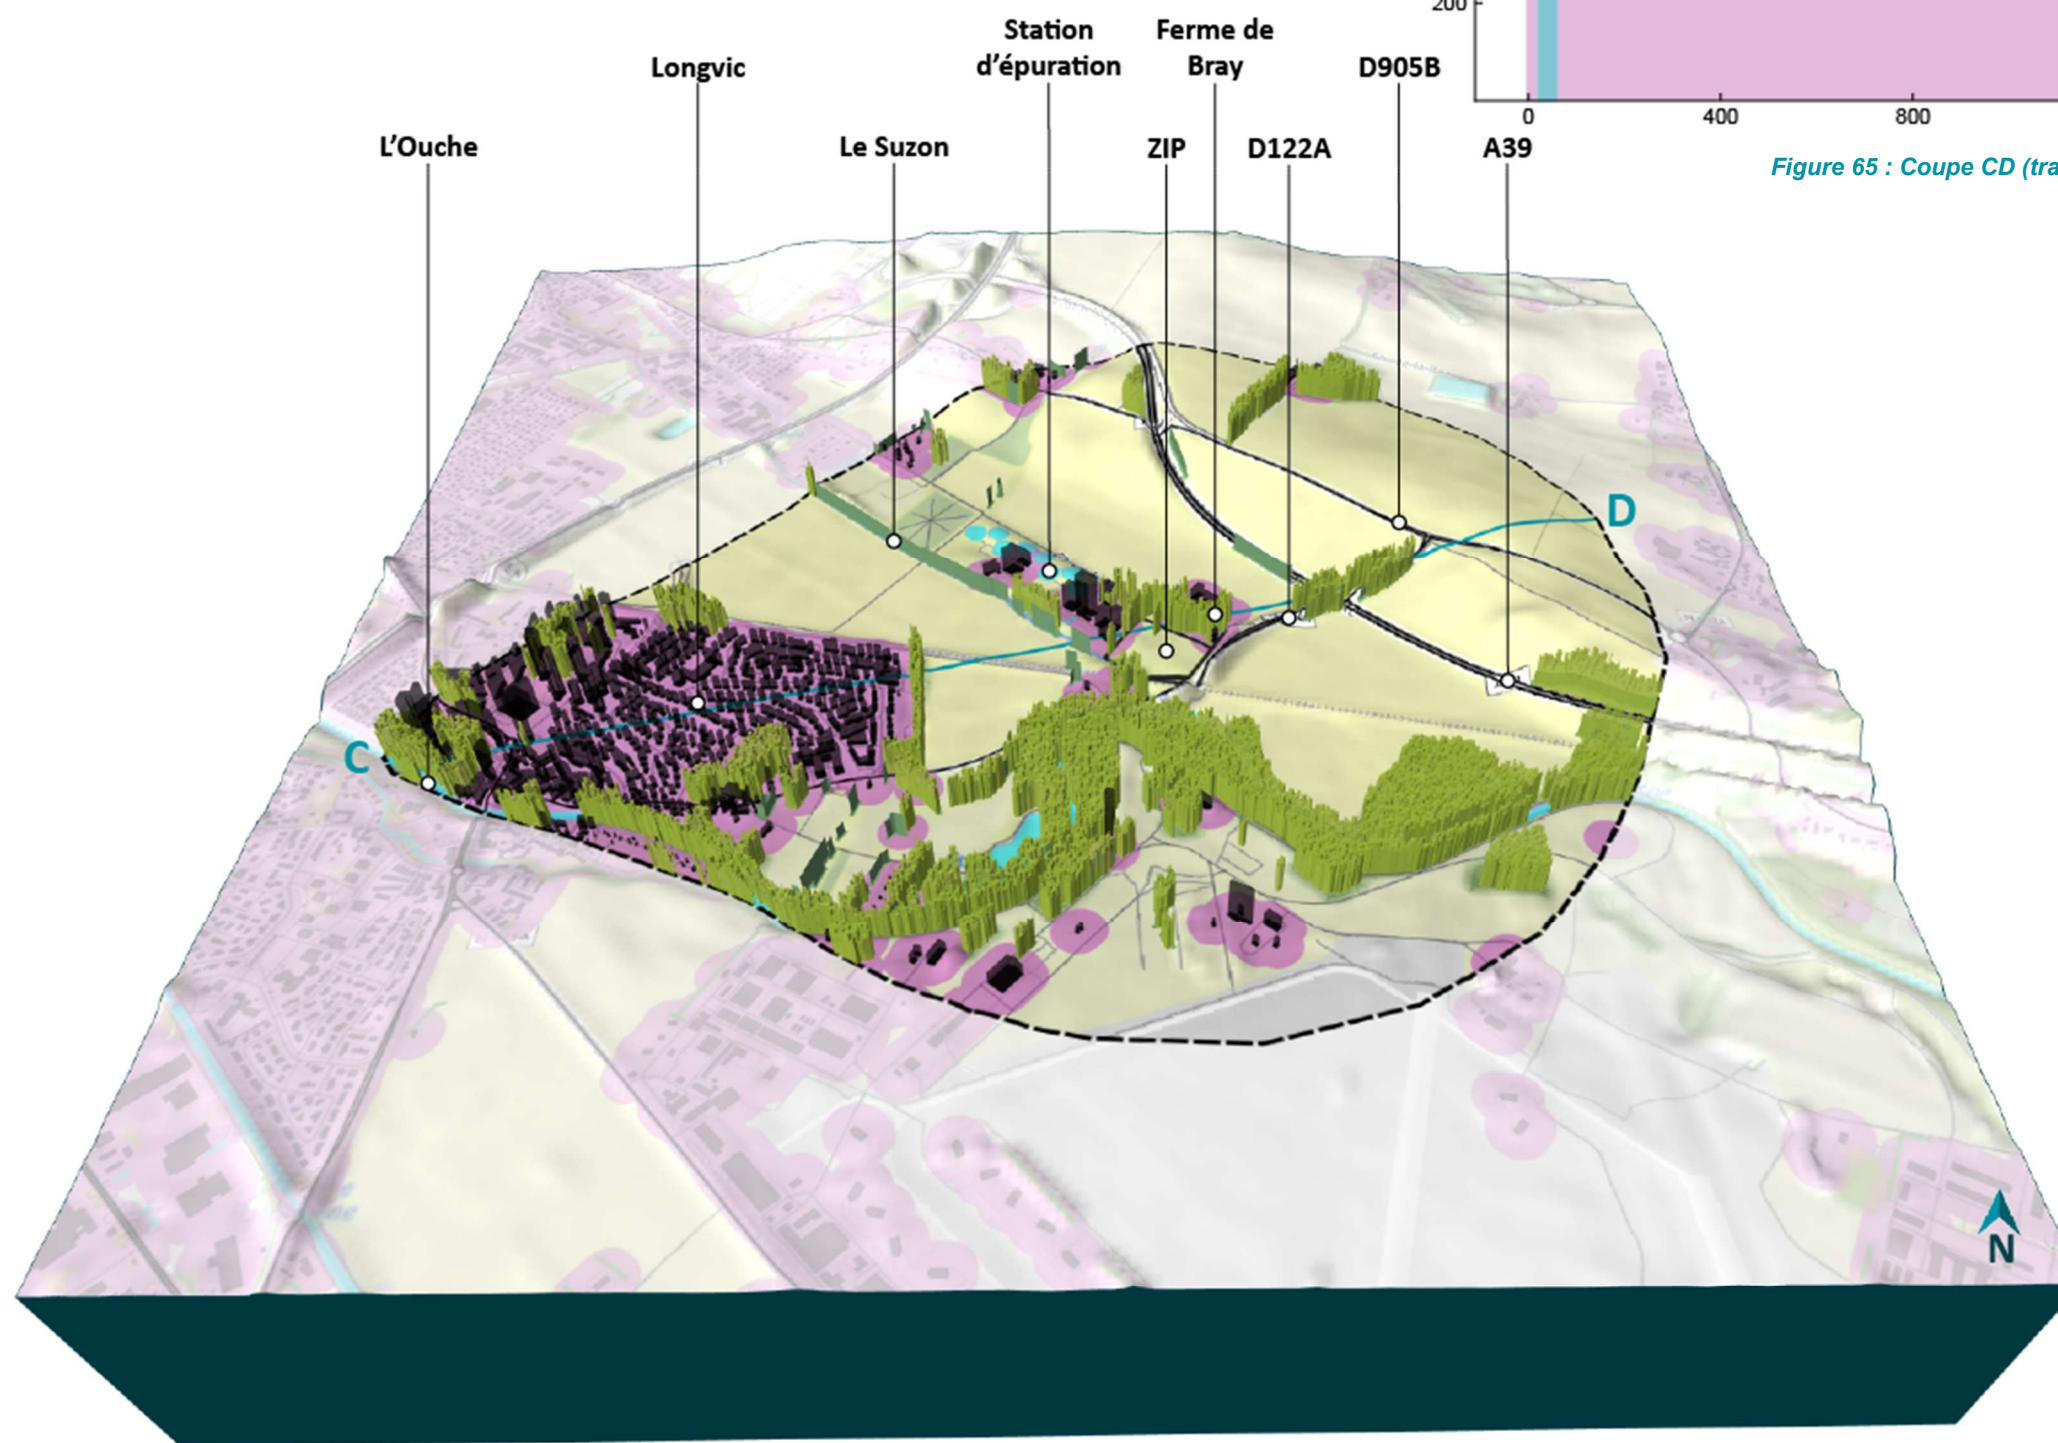 200
0
400
800
Figure 65 : Coupe CD (tra
Station
d'épuration
Ferme de
Bray
Longvic
D905B
L'Ouche
Le Suzon
ZIP
D122A
A39
D
C
N